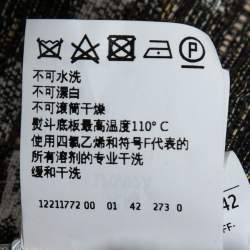 P
不可水洗
不可漂白
不可滚筒干燥
熨斗底板最高温度110° C
使用四氯乙烯和符号F代表的
所有溶剂的专业干洗
缓和干洗
12211772 00 01 42 273 0
42
FF-